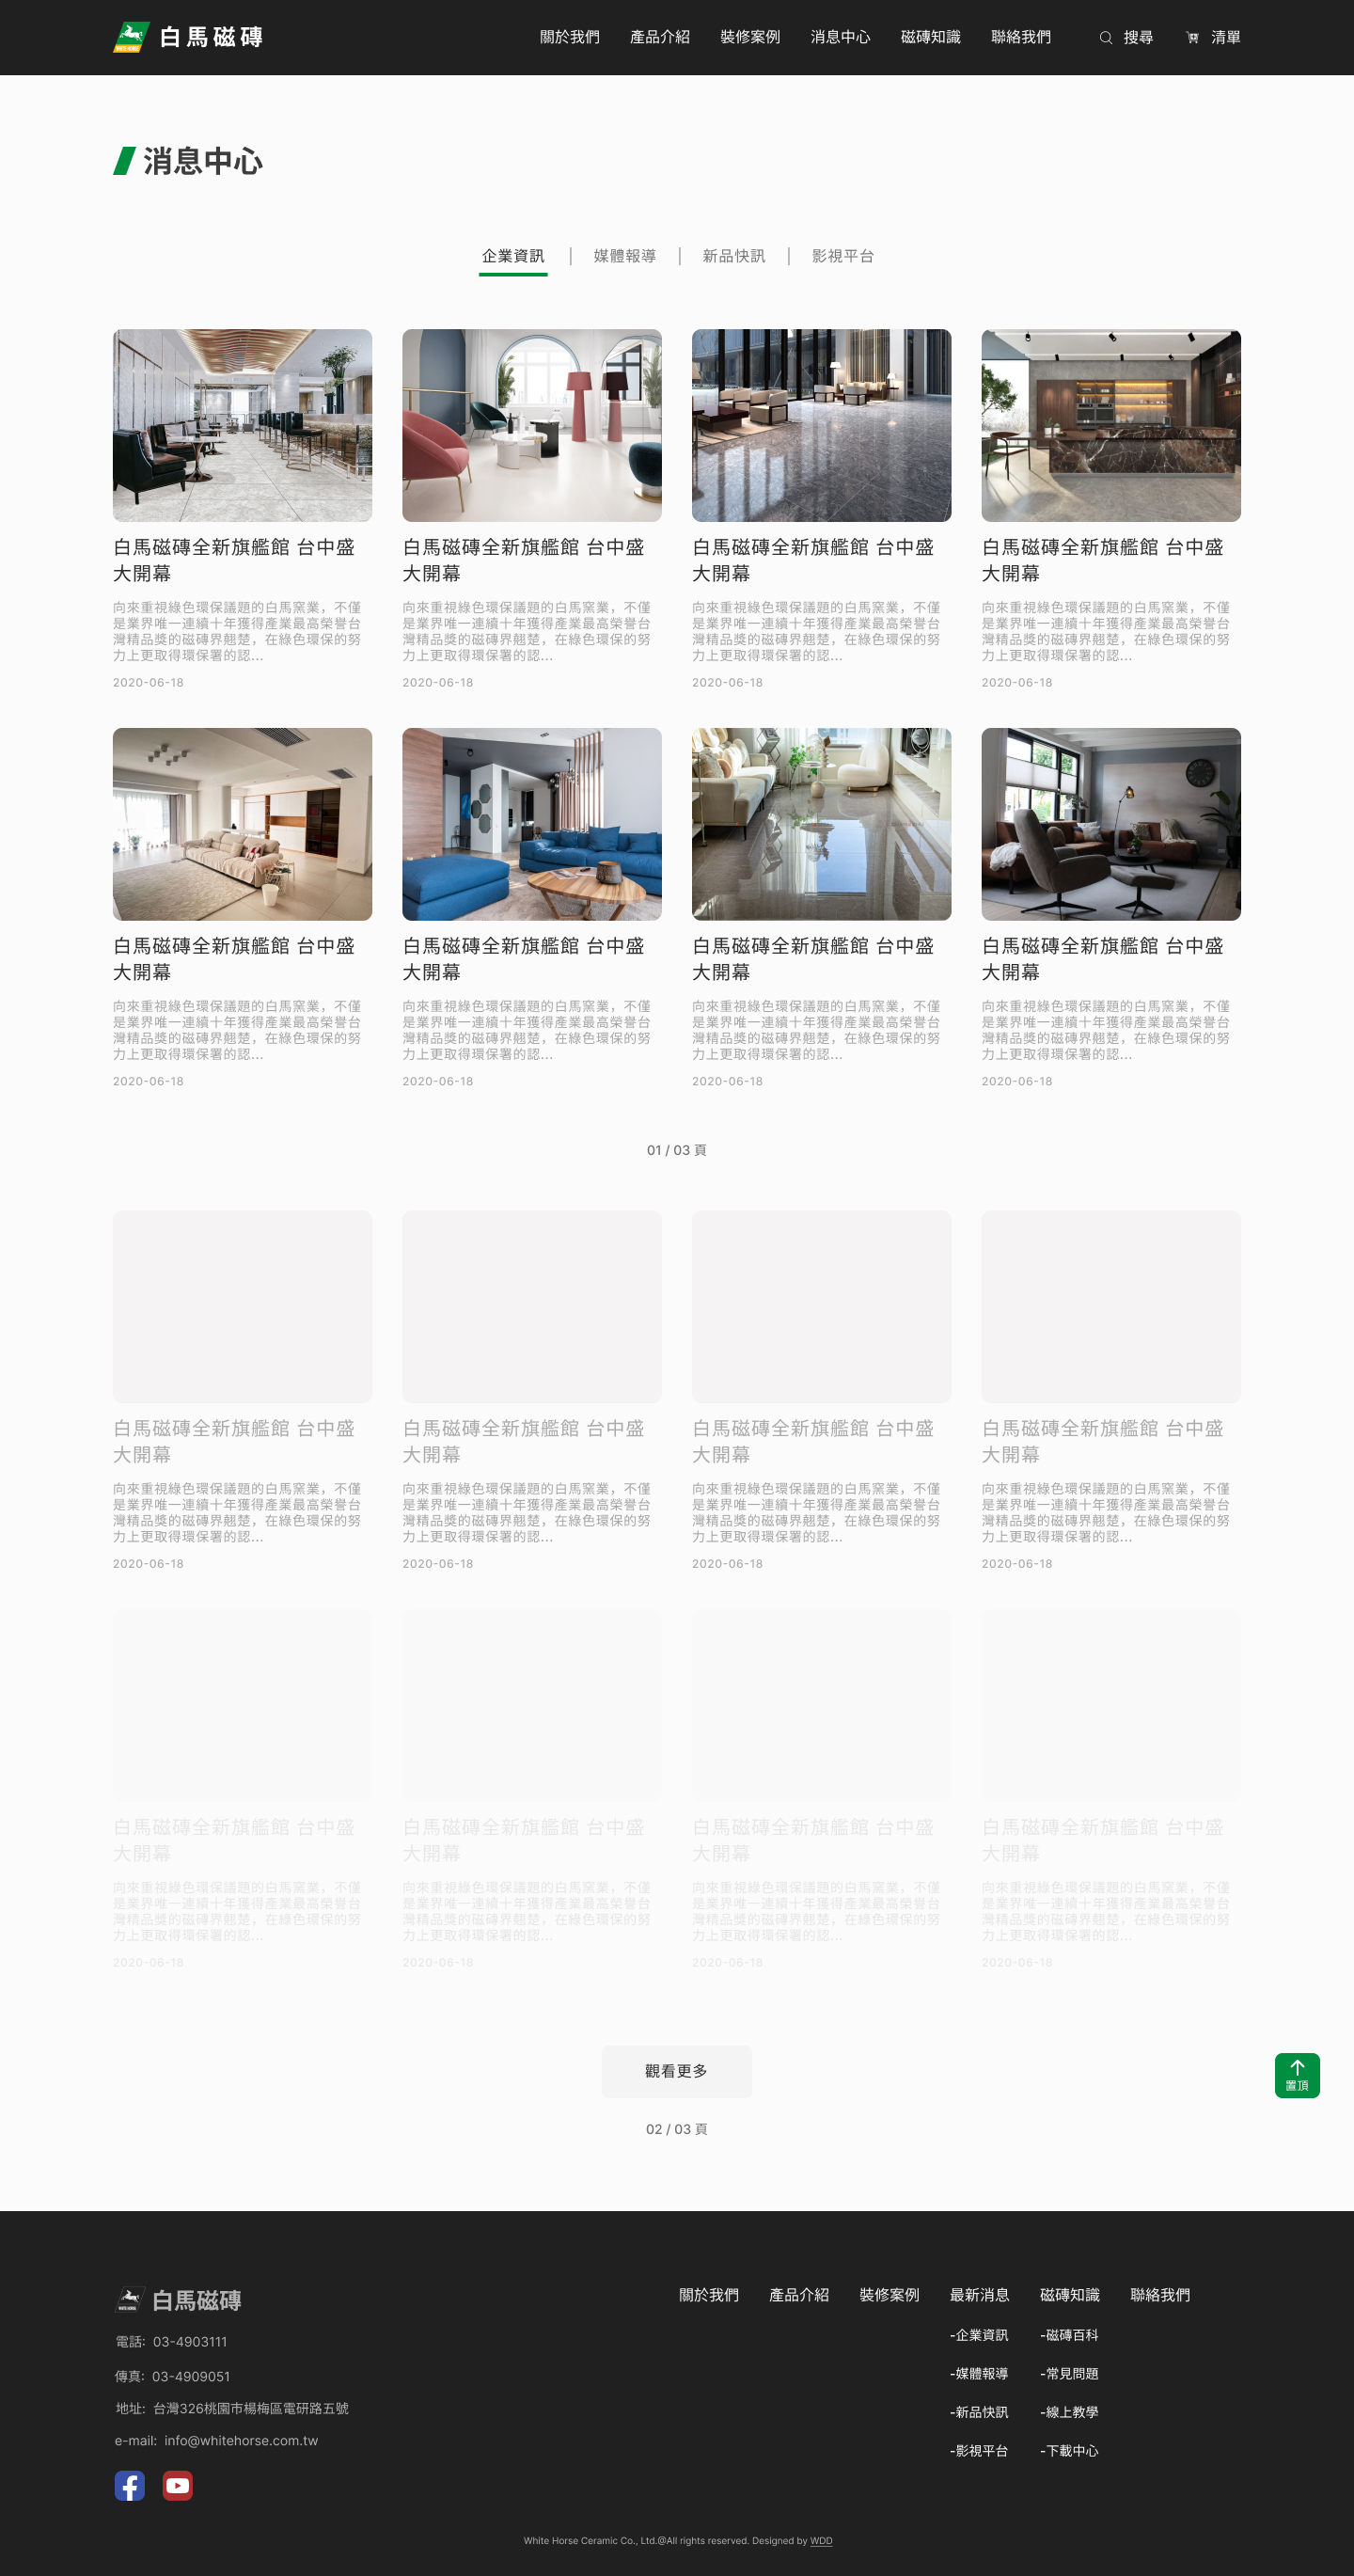 白馬磁磚
關於我們 產品介紹 裝修案例 消息中心 磁磚知識 聯絡我們 搜尋 清單
消息中心
企業資訊 | 媒體報導 | 新品快訊 | 影視平台
白馬磁磚全新旗艦館 台中盛
大開幕
向來重視綠色環保議題的白馬窯業，不僅
是業界唯一連續十年獲得產業最高榮譽台
灣精品獎的磁磚界翹楚，在綠色環保的努
力上更取得環保署的認...
2020-06-18
白馬磁磚全新旗艦館 台中盛
大開幕
向來重視綠色環保議題的白馬窯業，不僅
是業界唯一連續十年獲得產業最高榮譽台
灣精品獎的磁磚界翹楚，在綠色環保的努
力上更取得環保署的認...
2020-06-18
白馬磁磚全新旗艦館 台中盛
大開幕
向來重視綠色環保議題的白馬窯業，不僅
是業界唯一連續十年獲得產業最高榮譽台
灣精品獎的磁磚界翹楚，在綠色環保的努
力上更取得環保署的認...
2020-06-18
白馬磁磚全新旗艦館 台中盛
大開幕
向來重視綠色環保議題的白馬窯業，不僅
是業界唯一連續十年獲得產業最高榮譽台
灣精品獎的磁磚界翹楚，在綠色環保的努
力上更取得環保署的認...
2020-06-18
白馬磁磚全新旗艦館 台中盛
大開幕
向來重視綠色環保議題的白馬窯業，不僅
是業界唯一連續十年獲得產業最高榮譽台
灣精品獎的磁磚界翹楚，在綠色環保的努
力上更取得環保署的認...
2020-06-18
白馬磁磚全新旗艦館 台中盛
大開幕
向來重視綠色環保議題的白馬窯業，不僅
是業界唯一連續十年獲得產業最高榮譽台
灣精品獎的磁磚界翹楚，在綠色環保的努
力上更取得環保署的認...
2020-06-18
白馬磁磚全新旗艦館 台中盛
大開幕
向來重視綠色環保議題的白馬窯業，不僅
是業界唯一連續十年獲得產業最高榮譽台
灣精品獎的磁磚界翹楚，在綠色環保的努
力上更取得環保署的認...
2020-06-18
白馬磁磚全新旗艦館 台中盛
大開幕
向來重視綠色環保議題的白馬窯業，不僅
是業界唯一連續十年獲得產業最高榮譽台
灣精品獎的磁磚界翹楚，在綠色環保的努
力上更取得環保署的認...
2020-06-18
01 / 03 頁
白馬磁磚全新旗艦館 台中盛
大開幕
向來重視綠色環保議題的白馬窯業，不僅
是業界唯一連續十年獲得產業最高榮譽台
灣精品獎的磁磚界翹楚，在綠色環保的努
力上更取得環保署的認...
2020-06-18
白馬磁磚全新旗艦館 台中盛
大開幕
向來重視綠色環保議題的白馬窯業，不僅
是業界唯一連續十年獲得產業最高榮譽台
灣精品獎的磁磚界翹楚，在綠色環保的努
力上更取得環保署的認...
2020-06-18
白馬磁磚全新旗艦館 台中盛
大開幕
向來重視綠色環保議題的白馬窯業，不僅
是業界唯一連續十年獲得產業最高榮譽台
灣精品獎的磁磚界翹楚，在綠色環保的努
力上更取得環保署的認...
2020-06-18
白馬磁磚全新旗艦館 台中盛
大開幕
向來重視綠色環保議題的白馬窯業，不僅
是業界唯一連續十年獲得產業最高榮譽台
灣精品獎的磁磚界翹楚，在綠色環保的努
力上更取得環保署的認...
2020-06-18
白馬磁磚全新旗艦館 台中盛
大開幕
向來重視綠色環保議題的白馬窯業，不僅
是業界唯一連續十年獲得產業最高榮譽台
灣精品獎的磁磚界翹楚，在綠色環保的努
力上更取得環保署的認...
2020-06-18
白馬磁磚全新旗艦館 台中盛
大開幕
向來重視綠色環保議題的白馬窯業，不僅
是業界唯一連續十年獲得產業最高榮譽台
灣精品獎的磁磚界翹楚，在綠色環保的努
力上更取得環保署的認...
2020-06-18
白馬磁磚全新旗艦館 台中盛
大開幕
向來重視綠色環保議題的白馬窯業，不僅
是業界唯一連續十年獲得產業最高榮譽台
灣精品獎的磁磚界翹楚，在綠色環保的努
力上更取得環保署的認...
2020-06-18
白馬磁磚全新旗艦館 台中盛
大開幕
向來重視綠色環保議題的白馬窯業，不僅
是業界唯一連續十年獲得產業最高榮譽台
灣精品獎的磁磚界翹楚，在綠色環保的努
力上更取得環保署的認...
2020-06-18
觀看更多
置頂
02 / 03 頁
白馬磁磚
電話: 03-4903111
傳真: 03-4909051
地址: 台灣326桃園市楊梅區電研路五號
e-mail: info@whitehorse.com.tw
關於我們 產品介紹 裝修案例 最新消息 磁磚知識 聯絡我們
-企業資訊 -磁磚百科
-媒體報導 -常見問題
-新品快訊 -線上教學
-影視平台 -下載中心
White Horse Ceramic Co., Ltd.@All rights reserved. Designed by WDD